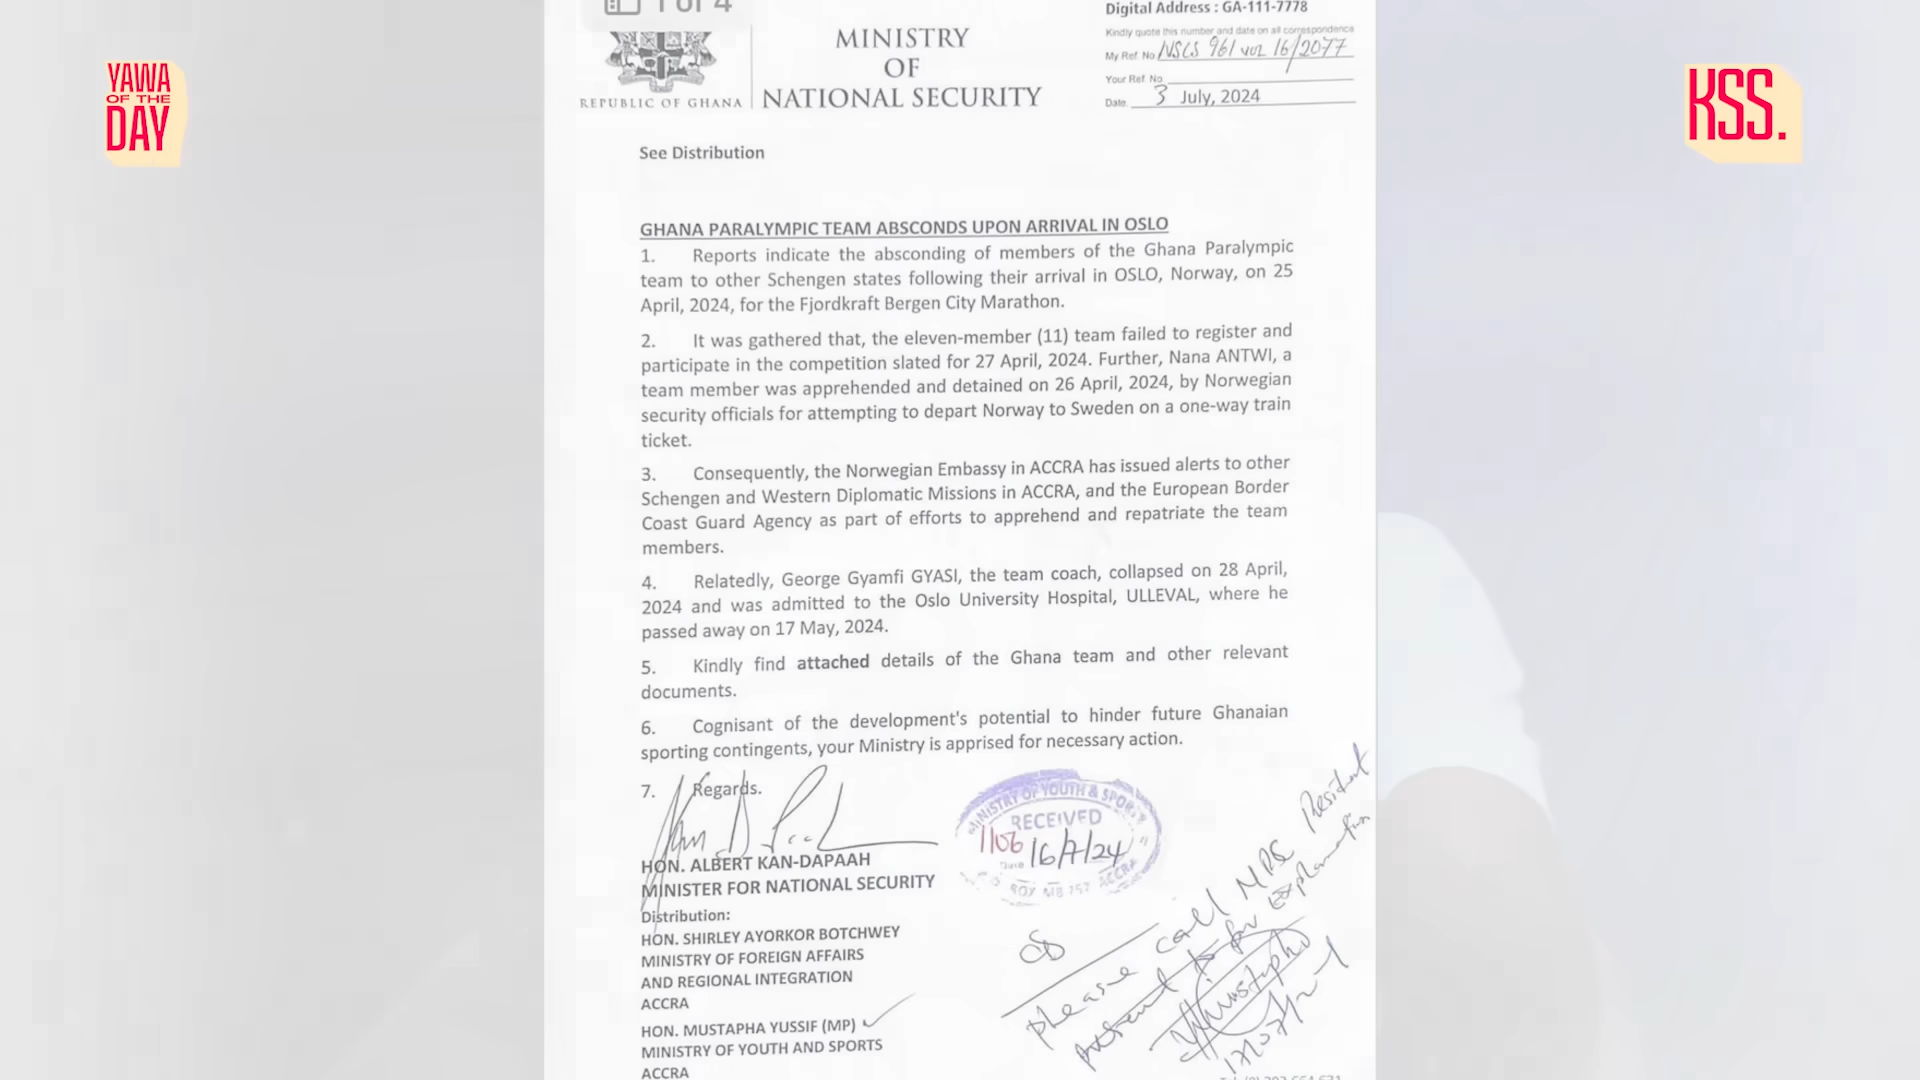 1 of 4
Digital Address : GA-111-7778
Kindly quote this number and date on all correspondence
My Ref. No NSCS 961 VOL 16/2077
Your Ref. No
Date. 3 July, 2024
REPUBLIC OF GHANA
MINISTRY
OF
NATIONAL SECURITY
YAWA
OF THE
DAY
KSS.
See Distribution
GHANA PARALYMPIC TEAM ABSCONDS UPON ARRIVAL IN OSLO
1. Reports indicate the absconding of members of the Ghana Paralympic
team to other Schengen states following their arrival in OSLO, Norway, on 25
April, 2024, for the Fjordkraft Bergen City Marathon.
2. It was gathered that, the eleven-member (11) team failed to register and
participate in the competition slated for 27 April, 2024. Further, Nana ANTWI, a
team member was apprehended and detained on 26 April, 2024, by Norwegian
security officials for attempting to depart Norway to Sweden on a one-way train
ticket.
3. Consequently, the Norwegian Embassy in ACCRA has issued alerts to other
Schengen and Western Diplomatic Missions in ACCRA, and the European Border
Coast Guard Agency as part of efforts to apprehend and repatriate the team
members.
4. Relatedly, George Gyamfi GYASI, the team coach, collapsed on 28 April,
2024 and was admitted to the Oslo University Hospital, ULLEVAL, where he
passed away on 17 May, 2024.
5. Kindly find attached details of the Ghana team and other relevant
documents.
6. Cognisant of the development's potential to hinder future Ghanaian
sporting contingents, your Ministry is apprised for necessary action.
7. Regards.
HON. ALBERT KAN-DAPAAH
MINISTER FOR NATIONAL SECURITY
MINISTRY OF YOUTH & SPORTS
RECEIVED
1106
Date 16/7/24
ACCRA
Distribution:
HON. SHIRLEY AYORKOR BOTCHWEY
MINISTRY OF FOREIGN AFFAIRS
AND REGIONAL INTEGRATION
ACCRA
HON. MUSTAPHA YUSSIF (MP)
MINISTRY OF YOUTH AND SPORTS
ACCRA
please call
President
for explanation